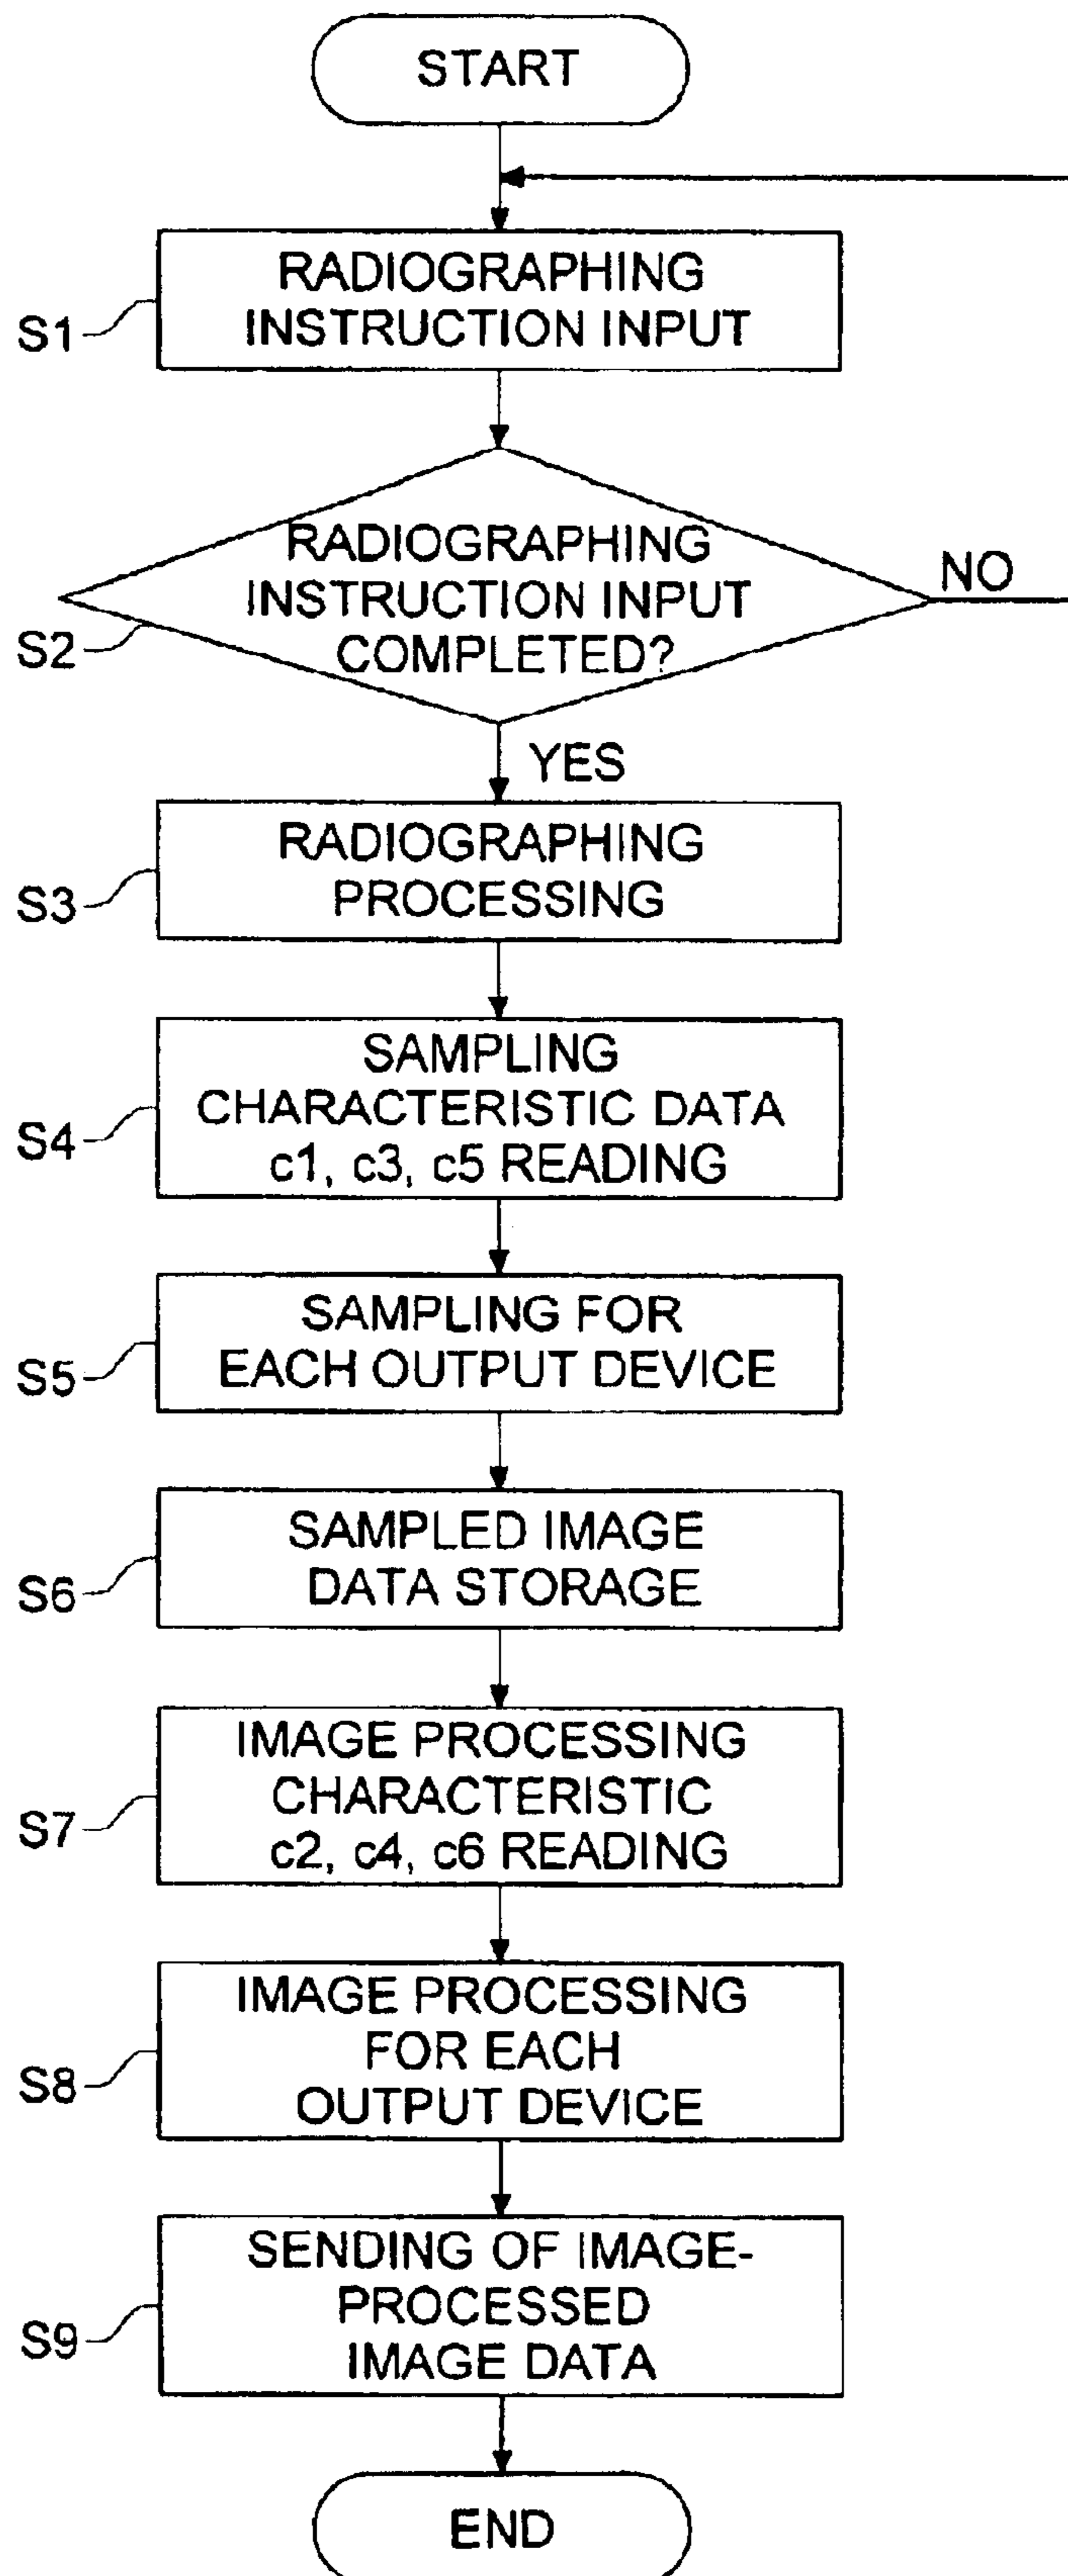 START
RADIOGRAPHING
INSTRUCTION INPUT
S1
RADIOGRAPHING
INSTRUCTION INPUT
COMPLETED?
NO
S2
YES
RADIOGRAPHING
PROCESSING
S3
SAMPLING
CHARACTERISTIC DATA
c1, c3, c5 READING
S4
SAMPLING FOR
EACH OUTPUT DEVICE
S5
SAMPLED IMAGE
DATA STORAGE
S6
IMAGE PROCESSING
CHARACTERISTIC
c2, c4, c6 READING
S7
IMAGE PROCESSING
FOR EACH
OUTPUT DEVICE
S8
SENDING OF IMAGE-
PROCESSED
IMAGE DATA
S9
END